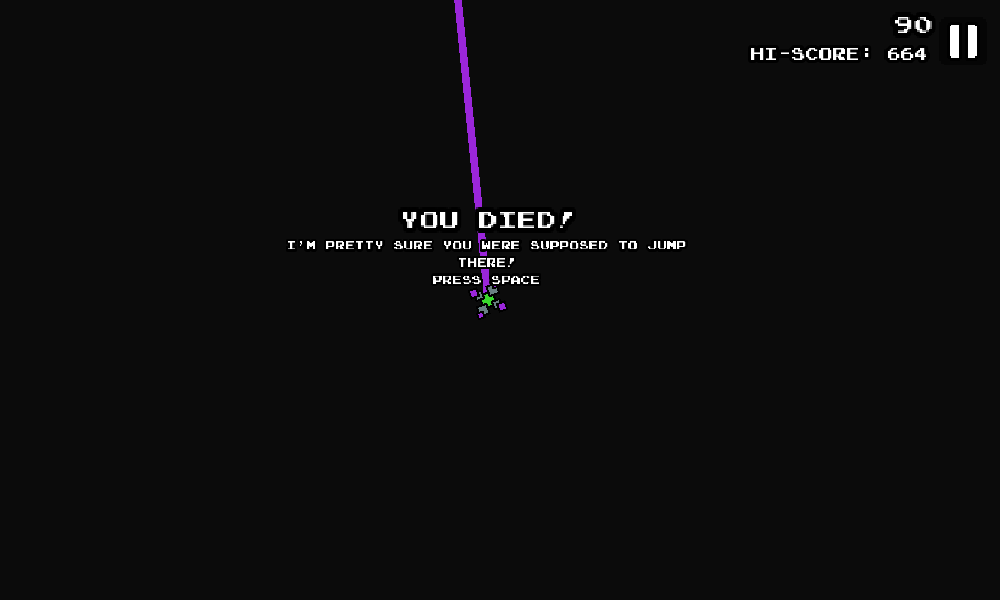 90
HI-SCORE: 664
YOU DIED!
I'M PRETTY SURE YOU WERE SUPPOSED TO JUMP
THERE!
PRESS SPACE